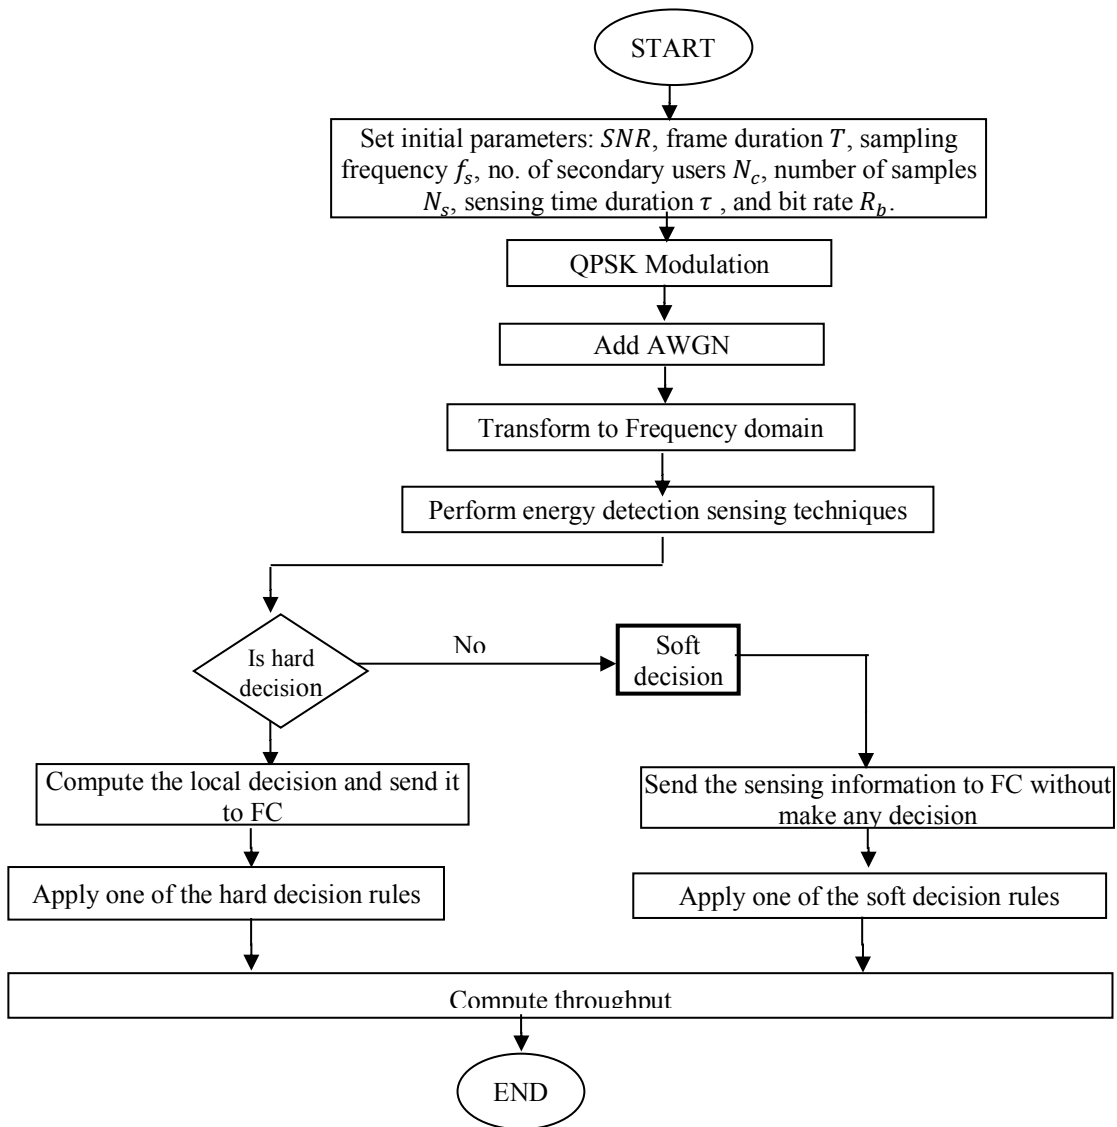 START
Set initial parameters: SNR, frame duration T, sampling
frequency fₛ, no. of secondary users N_c, number of samples
Nₛ, sensing time duration τ , and bit rate R_b.
QPSK Modulation
Add AWGN
Transform to Frequency domain
Perform energy detection sensing techniques
Is hard
decision
No
Soft
decision
Compute the local decision and send it
to FC
Send the sensing information to FC without
make any decision
Apply one of the hard decision rules
Apply one of the soft decision rules
Compute throughput
END